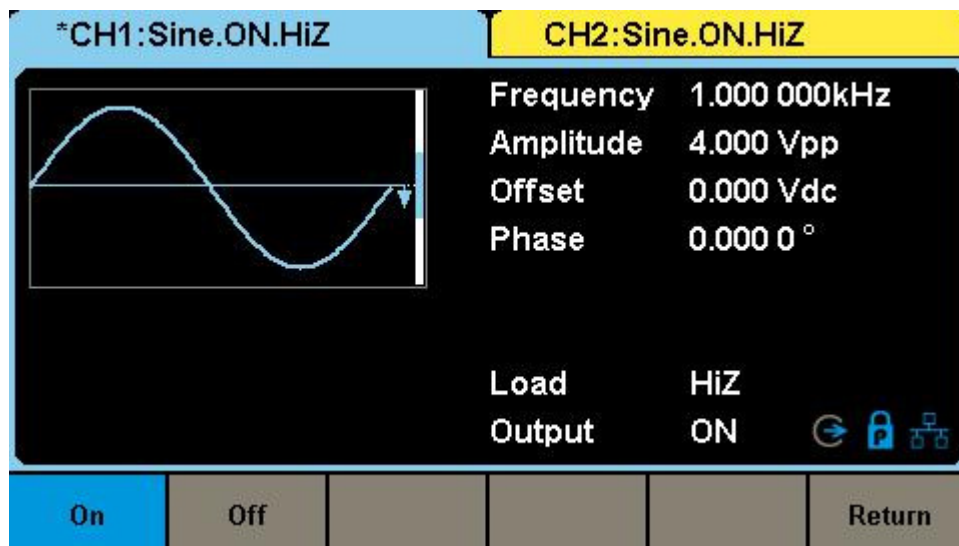 *CH1:Sine.ON.HiZ CH2:Sine.ON.HiZ
Frequency 1.000 000kHz
Amplitude 4.000 Vpp
Offset 0.000 Vdc
Phase 0.000 0 °
Load HiZ
Output ON
P
On Off Return